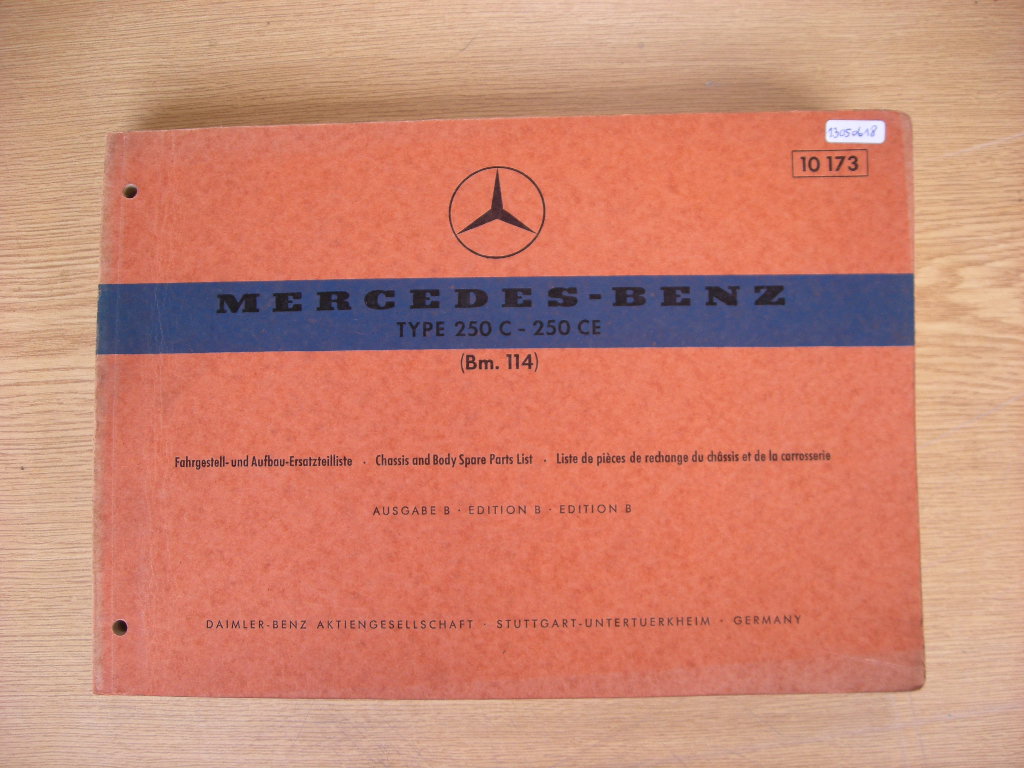 13050618
10 173
MERCEDES-BENZ
TYPE 250 C - 250 CE
(Bm. 114)
Fahrgestell- und Aufbau-Ersatzteilliste · Chassis and Body Spare Parts List · Liste de pièces de rechange du châssis et de la carrosserie
AUSGABE B · EDITION B · EDITION B
DAIMLER-BENZ AKTIENGESELLSCHAFT · STUTTGART-UNTERTUERKHEIM · GERMANY